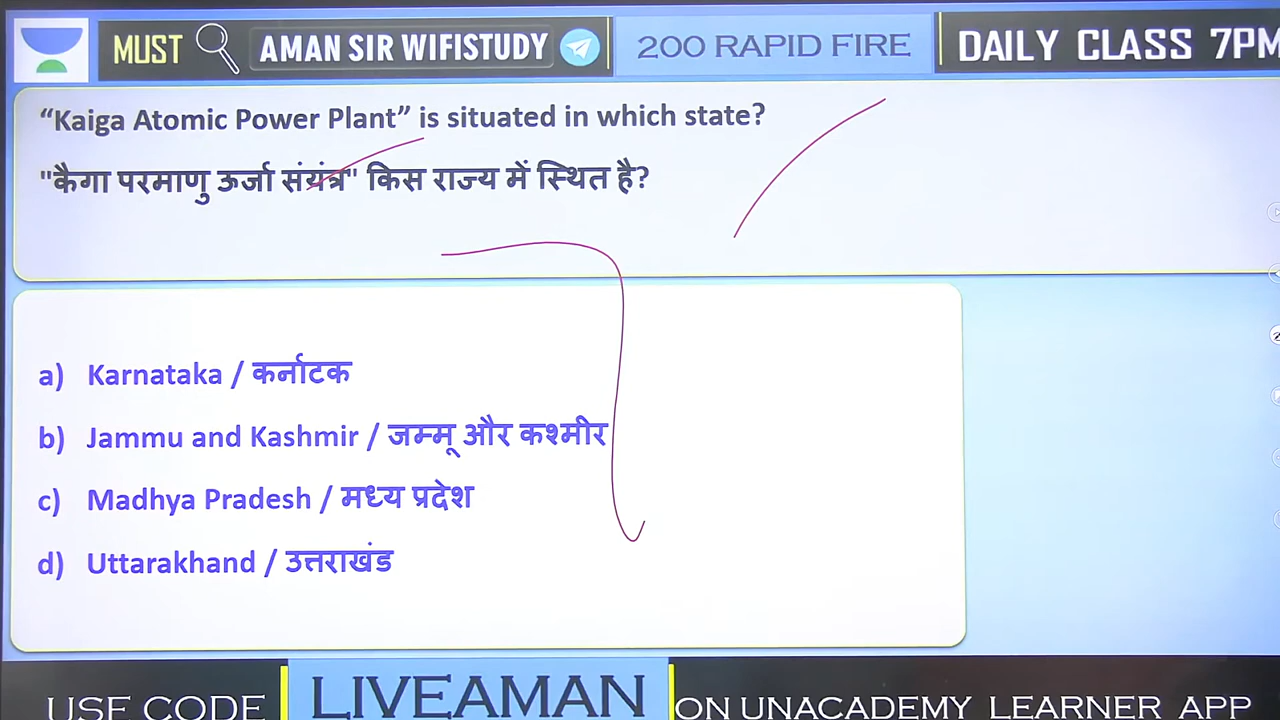 MUST AMAN SIR WIFISTUDY 200 RAPID FIRE DAILY CLASS 7PM
“Kaiga Atomic Power Plant” is situated in which state?
"कैगा परमाणु ऊर्जा संयंत्र" किस राज्य में स्थित है?
a) Karnataka / कर्नाटक
b) Jammu and Kashmir / जम्मू और कश्मीर
c) Madhya Pradesh / मध्य प्रदेश
d) Uttarakhand / उत्तराखंड
USE CODE LIVEAMAN ON UNACADEMY LEARNER APP